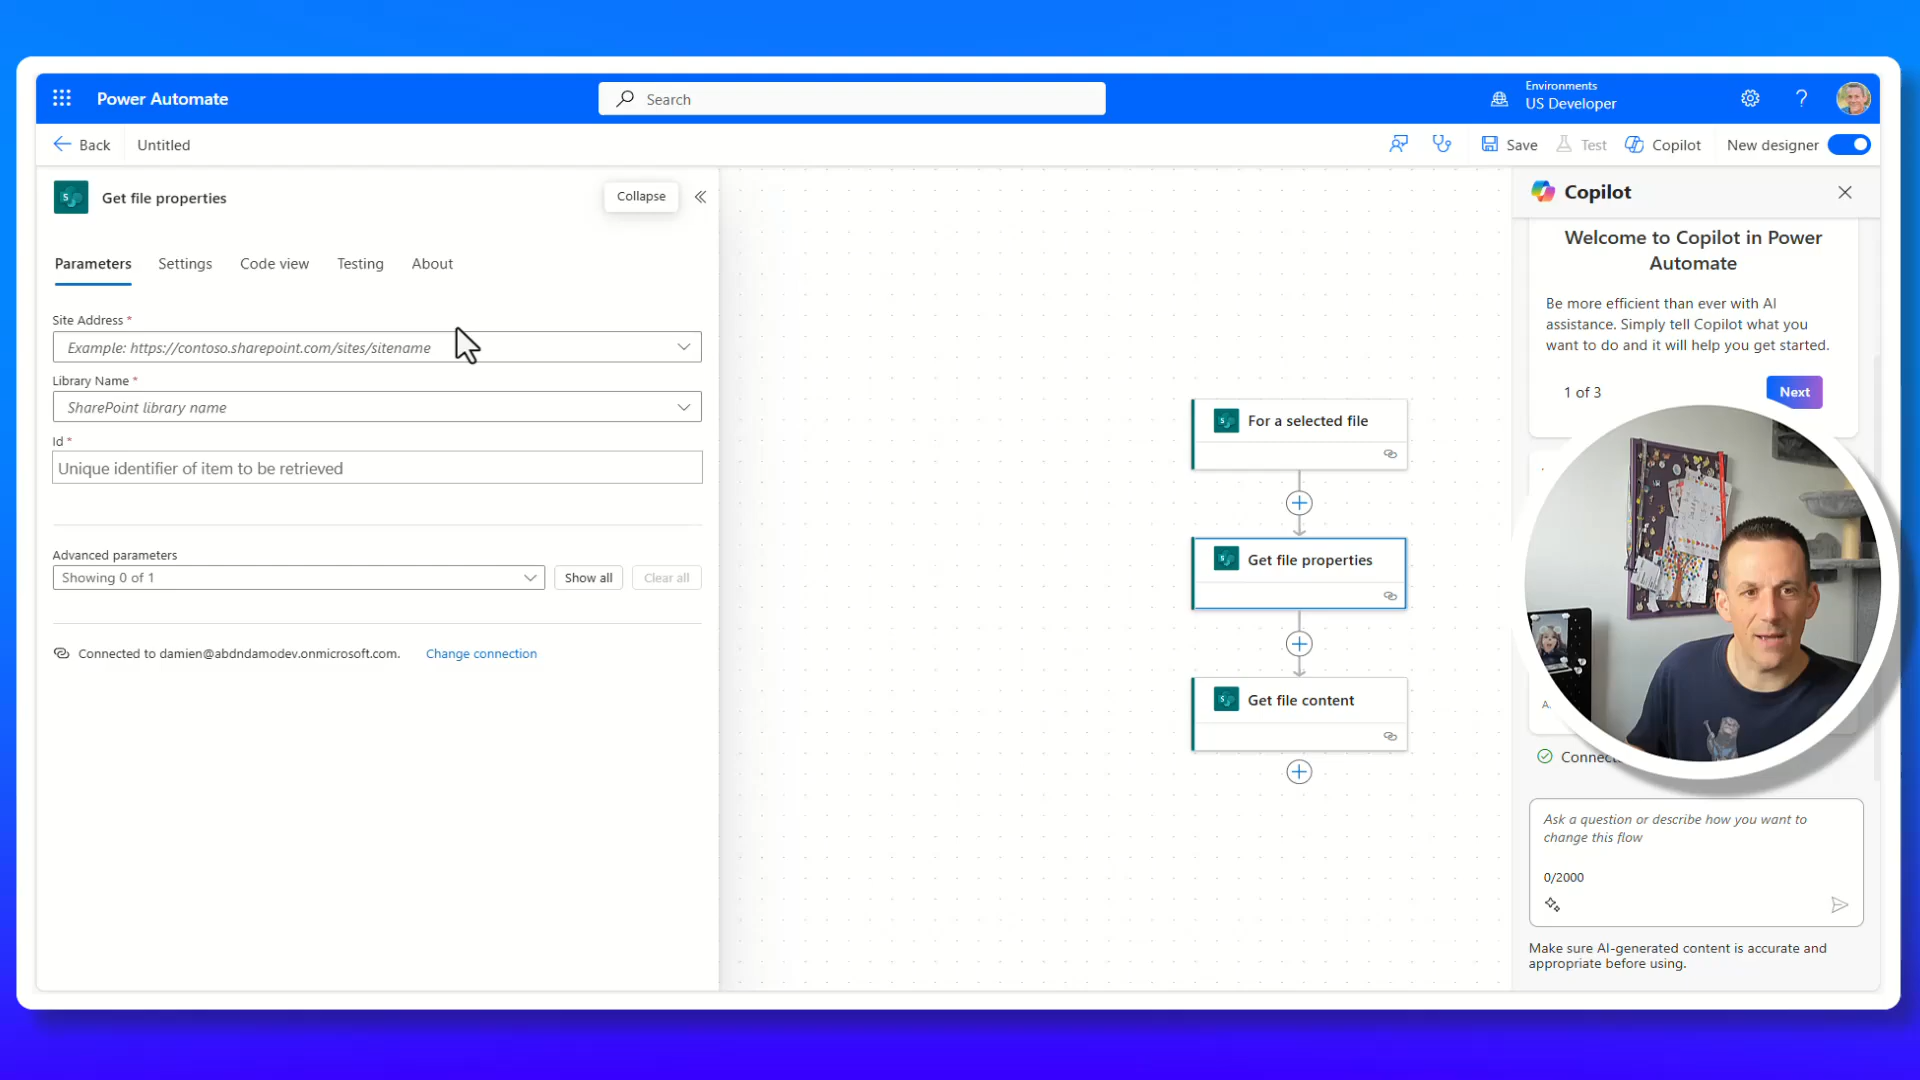 Power Automate
Search
Environments
US Developer
Back
Untitled
Save
Test
Copilot
New designer
Get file properties
Collapse
Parameters
Settings
Code view
Testing
About
Site Address *
Example: https://contoso.sharepoint.com/sites/sitename
Library Name *
SharePoint library name
Id *
Unique identifier of item to be retrieved
Advanced parameters
Showing 0 of 1
Show all
Clear all
Connected to damien@abdndamodev.onmicrosoft.com.
Change connection
For a selected file
Get file properties
Get file content
Copilot
Welcome to Copilot in Power
Automate
Be more efficient than ever with AI
assistance. Simply tell Copilot what you
want to do and it will help you get started.
1 of 3
Next
Ask a question or describe how you want to
change this flow
0/2000
Make sure AI-generated content is accurate and
appropriate before using.